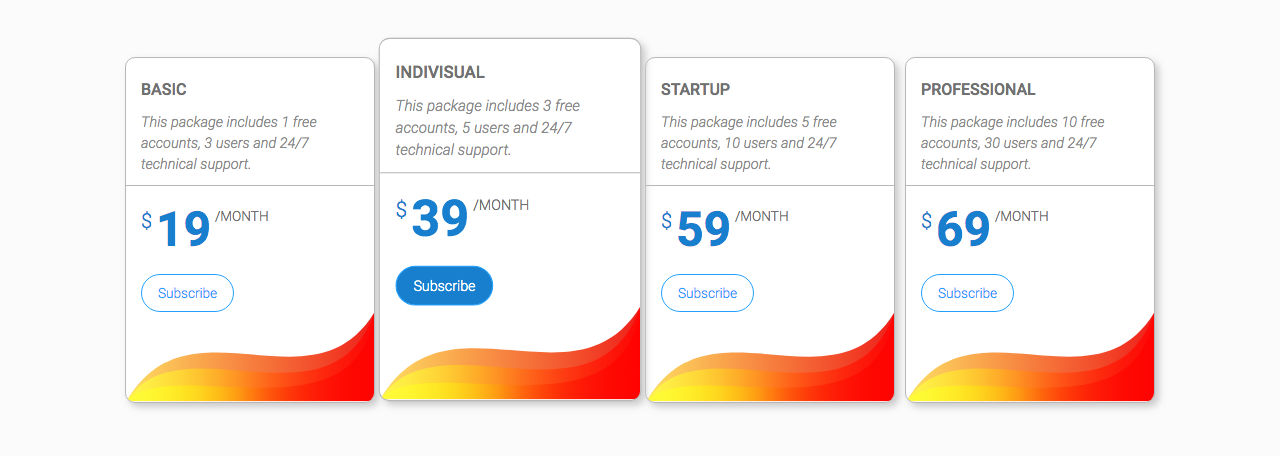 BASIC
This package includes 1 free
accounts, 3 users and 24/7
technical support.
$ 19 /MONTH
Subscribe
INDIVISUAL
This package includes 3 free
accounts, 5 users and 24/7
technical support.
$ 39 /MONTH
Subscribe
STARTUP
This package includes 5 free
accounts, 10 users and 24/7
technical support.
$ 59 /MONTH
Subscribe
PROFESSIONAL
This package includes 10 free
accounts, 30 users and 24/7
technical support.
$ 69 /MONTH
Subscribe